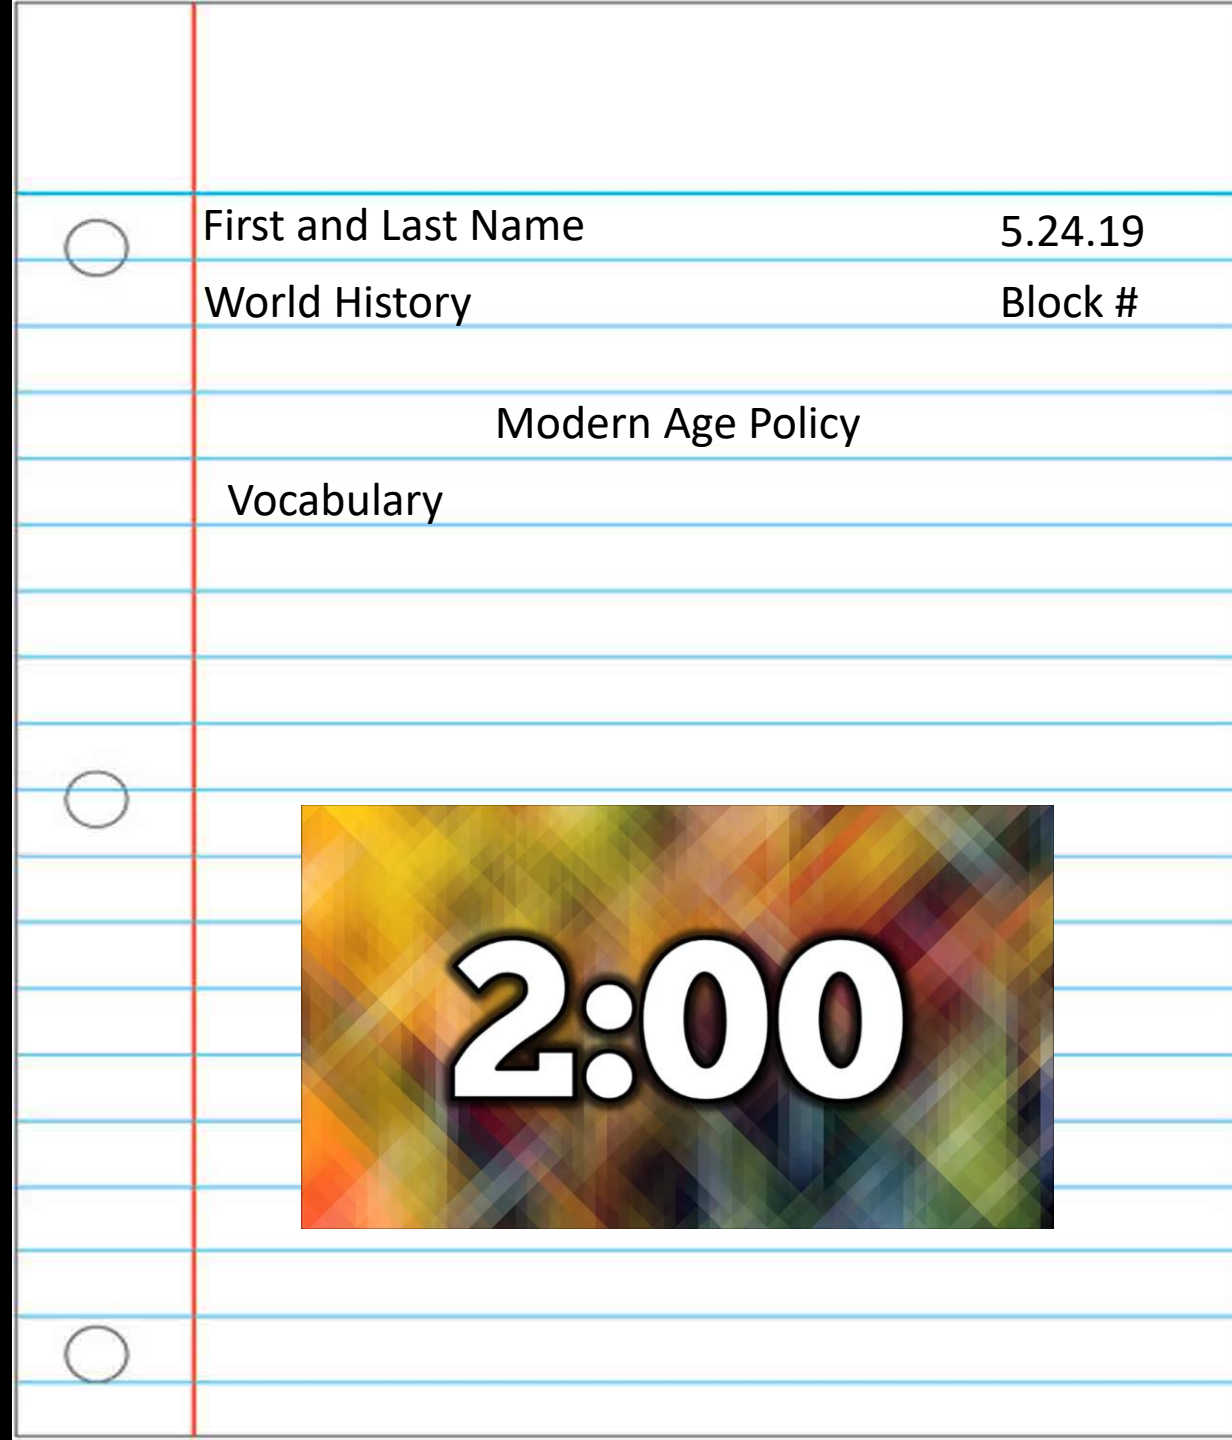 First and Last Name 5.24.19
World History Block #
Modern Age Policy
Vocabulary
2:00